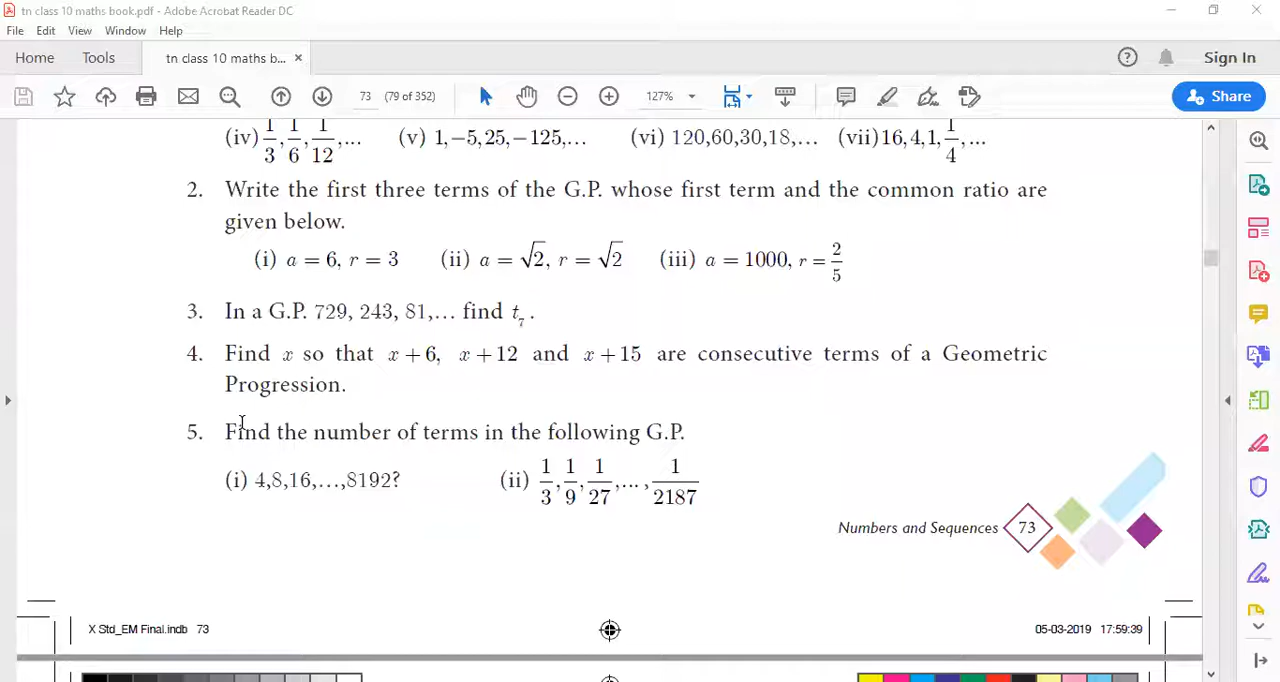 tn class 10 maths book.pdf - Adobe Acrobat Reader DC
File Edit View Window Help
Home Tools tn class 10 maths b... ×
73 (79 of 352) 127% Share
? Sign In
(iv) 1/3, 1/6, 1/12,... (v) 1,−5,25,−125,... (vi) 120,60,30,18,... (vii) 16,4,1, 1/4,...
2. Write the first three terms of the G.P. whose first term and the common ratio are
given below.
(i) a = 6, r = 3 (ii) a = √2, r = √2 (iii) a = 1000, r = 2/5
3. In a G.P. 729, 243, 81,... find t₇.
4. Find x so that x + 6, x + 12 and x + 15 are consecutive terms of a Geometric
Progression.
5. Find the number of terms in the following G.P.
(i) 4,8,16,...,8192? (ii) 1/3, 1/9, 1/27,..., 1/2187
Numbers and Sequences 73
X Std_EM Final.indb 73 05-03-2019 17:59:39